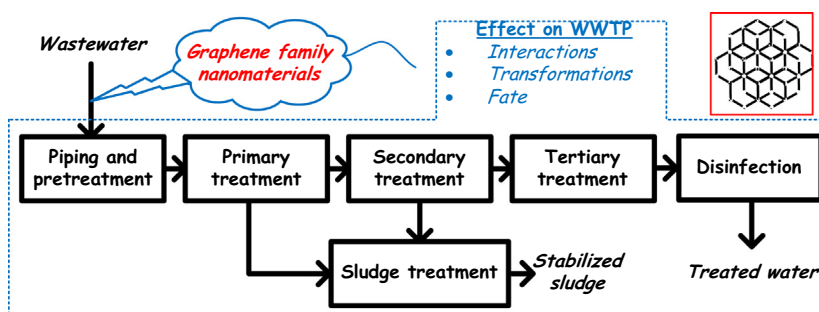 Wastewater
Graphene family
nanomaterials
Effect on WWTP
• Interactions
• Transformations
• Fate
Piping and
pretreatment
Primary
treatment
Secondary
treatment
Tertiary
treatment
Disinfection
Sludge treatment
Stabilized
sludge
Treated water